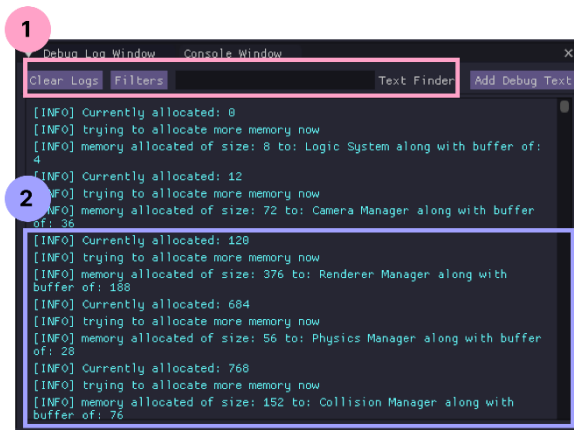 1
Debug Log Window Console Window ×
Clear Logs Filters Text Finder Add Debug Text
[INFO] Currently allocated: 0
[INFO] trying to allocate more memory now
[INFO] memory allocated of size: 8 to: Logic System along with buffer of:
4
[INFO] Currently allocated: 12
NFO] trying to allocate more memory now
2
NFO] memory allocated of size: 72 to: Camera Manager along with buffer
of: 36
[INFO] Currently allocated: 120
[INFO] trying to allocate more memory now
[INFO] memory allocated of size: 376 to: Renderer Manager along with
buffer of: 188
[INFO] Currently allocated: 684
[INFO] trying to allocate more memory now
[INFO] memory allocated of size: 56 to: Physics Manager along with buffer
of: 28
[INFO] Currently allocated: 768
[INFO] trying to allocate more memory now
[INFO] memory allocated of size: 152 to: Collision Manager along with
buffer of: 76